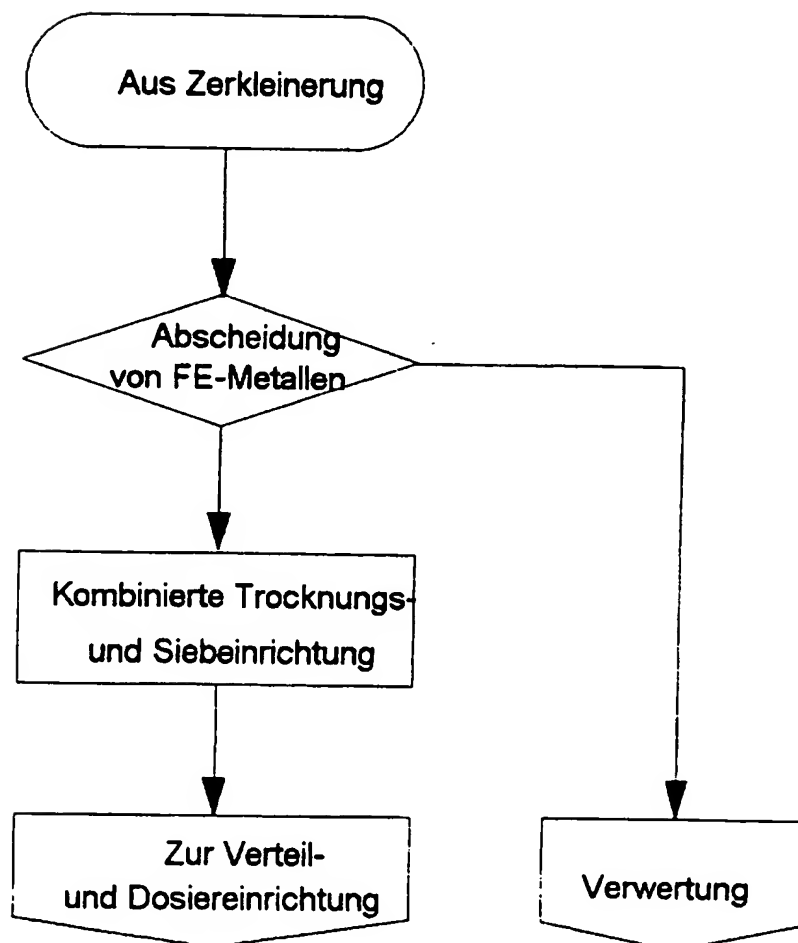 Aus Zerkleinerung
Abscheidung
von FE-Metallen
Kombinierte Trocknungs-
und Siebeinrichtung
Zur Verteil-
und Dosiereinrichtung
Verwertung